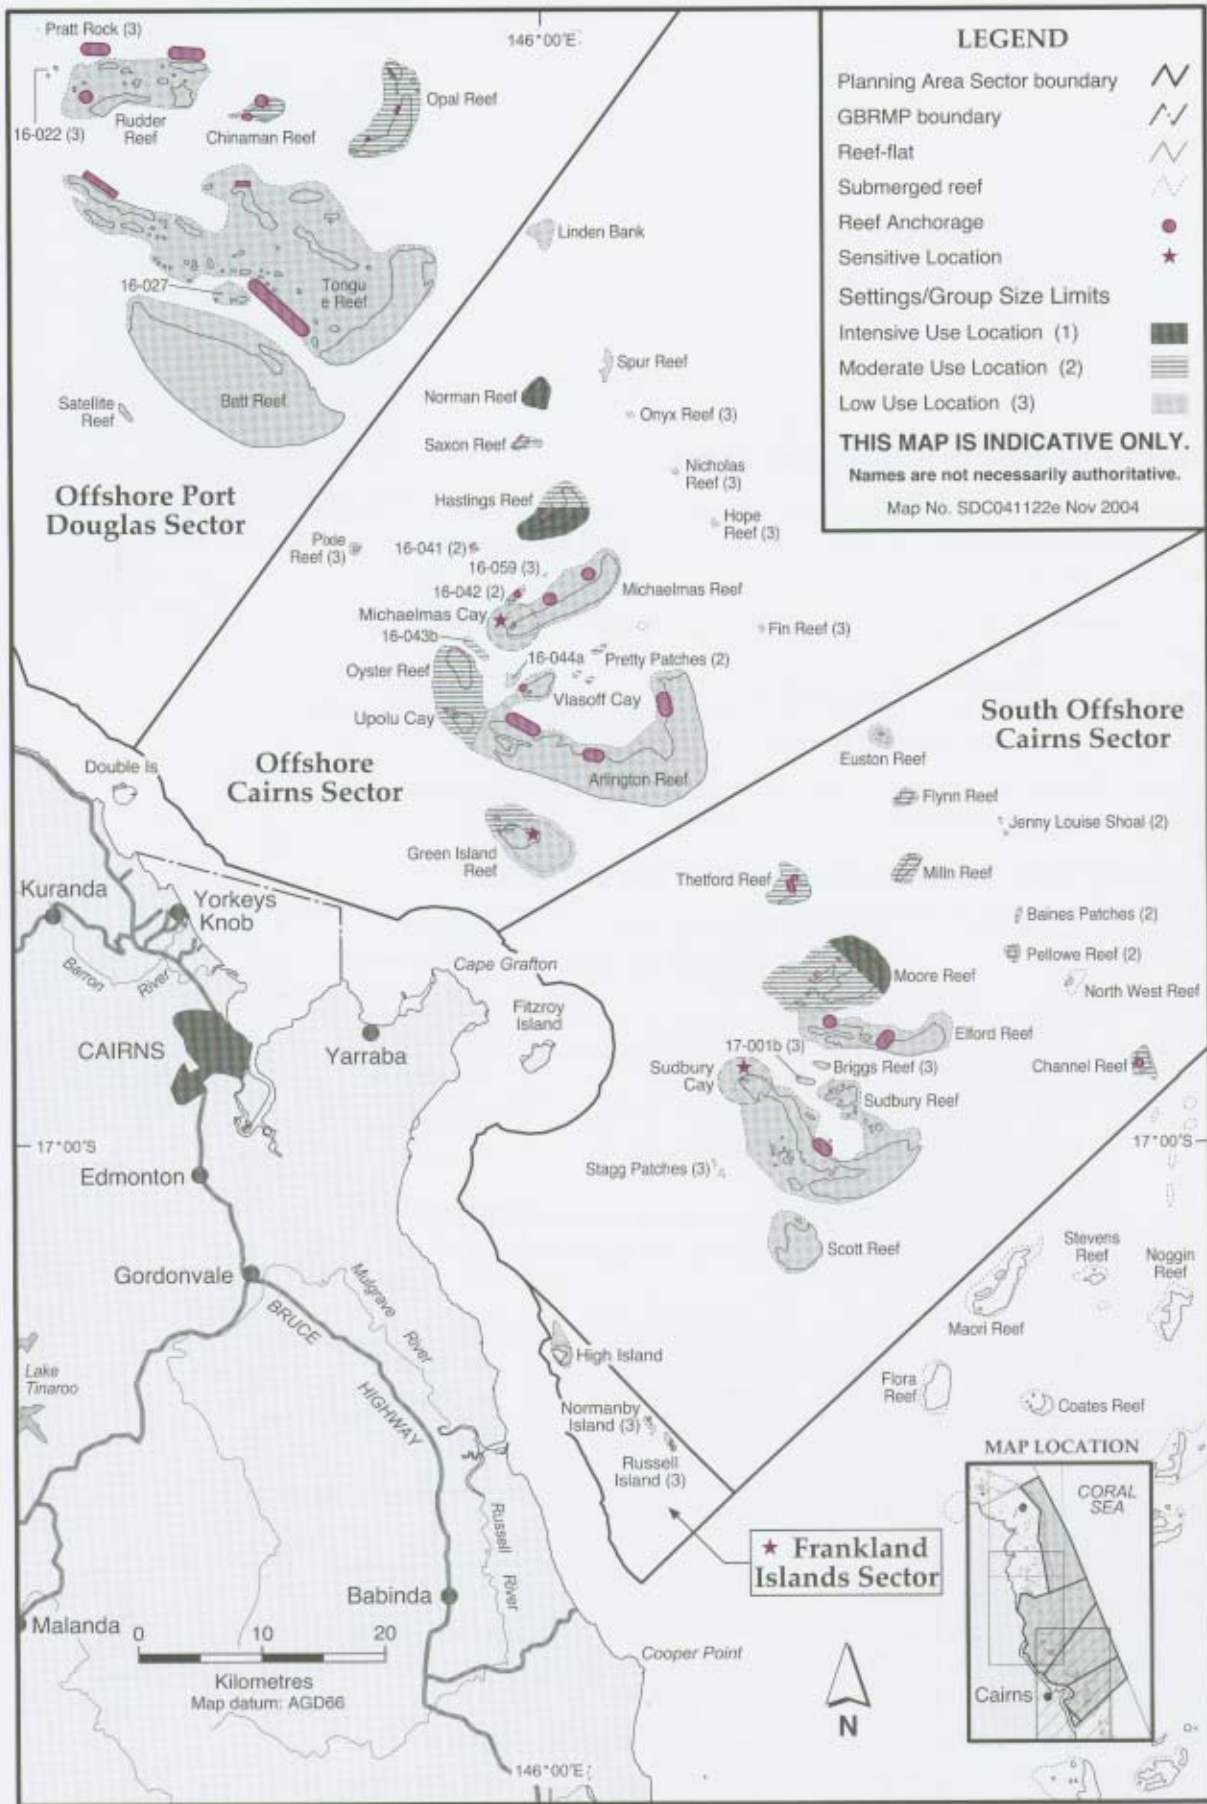 Pratt Rock (3)
146°00'E
16-022 (3)
Rudder
Reef
Chinaman Reef
Opal Reef
LEGEND
Planning Area Sector boundary
GBRMP boundary
Reef-flat
Submerged reef
Reef Anchorage
Sensitive Location
Settings/Group Size Limits
Intensive Use Location (1)
Moderate Use Location (2)
Low Use Location (3)
THIS MAP IS INDICATIVE ONLY.
Names are not necessarily authoritative.
Map No. SDC041122e Nov 2004
Linden Bank
16-027
Tongu
e Reef
Batt Reef
Satellite
Reef
Offshore Port
Douglas Sector
Spur Reef
Norman Reef
Onyx Reef (3)
Saxon Reef
Nicholas
Reef (3)
Hastings Reef
Hope
Reef (3)
Pixie
Reef (3)
16-041 (2)
16-059 (3)
16-042 (2)
Michaelmas Reef
Michaelmas Cay
16-043b
Fin Reef (3)
Oyster Reef
16-044a
Pretty Patches (2)
Vlasoff Cay
Upolu Cay
Arlington Reef
Offshore
Cairns Sector
South Offshore
Cairns Sector
Double Is
Green Island
Reef
Euston Reef
Flynn Reef
Jenny Louise Shoal (2)
Thetford Reef
Milln Reef
Baines Patches (2)
Pellowe Reef (2)
Moore Reef
North West Reef
Elford Reef
Channel Reef
17-001b (3)
Briggs Reef (3)
Sudbury
Cay
Sudbury Reef
Stagg Patches (3)
Scott Reef
Kuranda
Yorkeys
Knob
Barron
River
Cape Grafton
Fitzroy
Island
CAIRNS
Yarraba
17°00'S
17°00'S
Edmonton
Gordonvale
Mulgrave
River
BRUCE
HIGHWAY
Lake
Tinaroo
Stevens
Reef
Noggin
Reef
Maori Reef
Flora
Reef
Coates Reef
High Island
Normanby
Island (3)
Russell
Island (3)
Frankland
Islands Sector
MAP LOCATION
CORAL
SEA
Cairns
Russell
River
Babinda
Malanda
0 10 20
Kilometres
Map datum: AGD66
Cooper Point
N
146°00'E